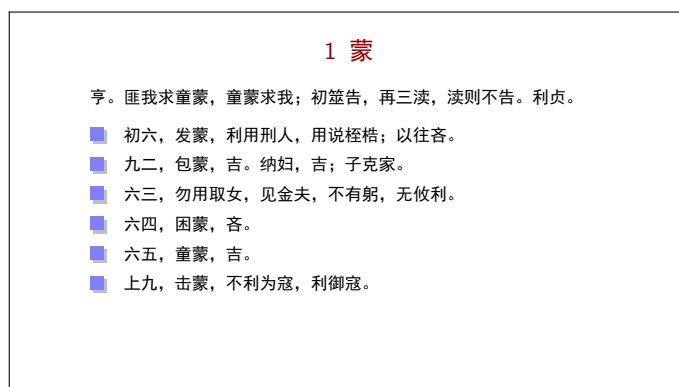 1 蒙
亨。匪我求童蒙，童蒙求我；初筮告，再三渎，渎则不告。利贞。
初六，发蒙，利用刑人，用说桎梏；以往吝。
九二，包蒙，吉。纳妇，吉；子克家。
六三，勿用取女，见金夫，不有躬，无攸利。
六四，困蒙，吝。
六五，童蒙，吉。
上九，击蒙，不利为寇，利御寇。